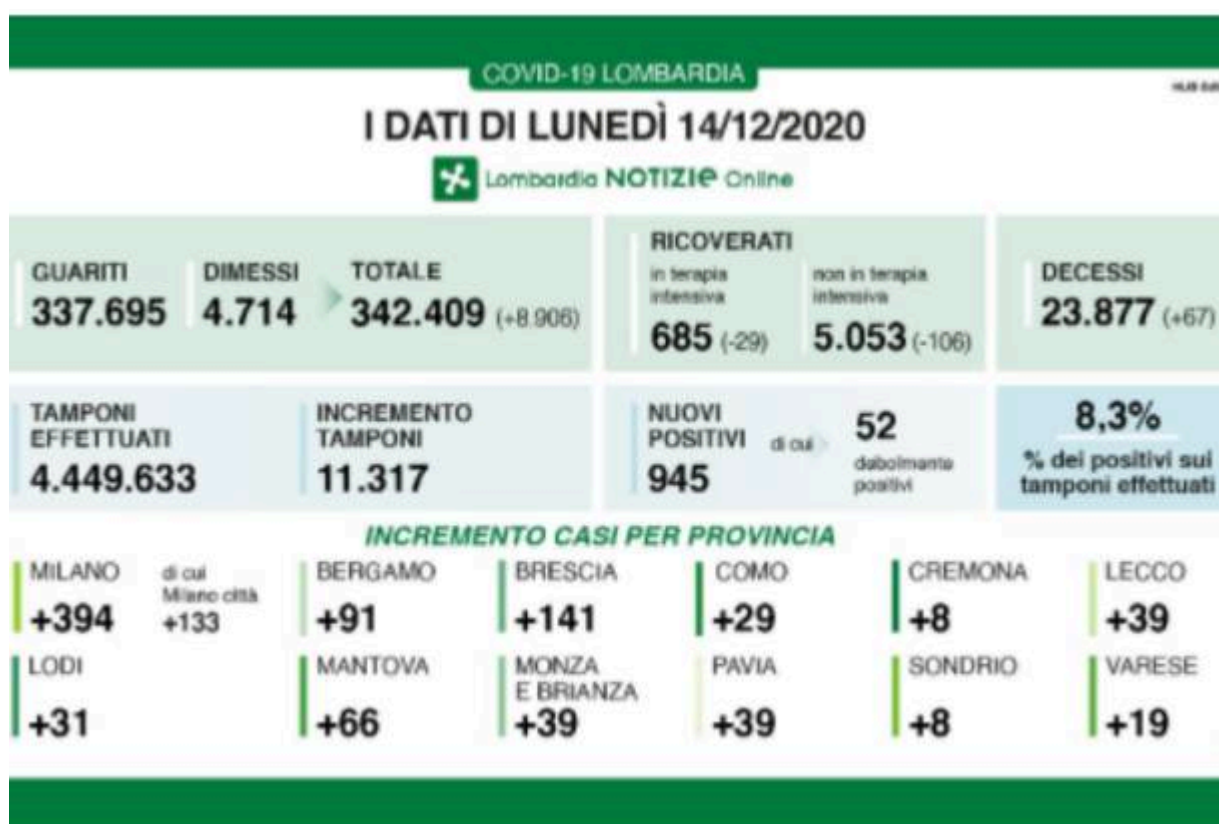 COVID-19 LOMBARDIA
I DATI DI LUNEDÌ 14/12/2020
Lombardia NOTIZIE Online
GUARITI
337.695
DIMESSI
4.714
TOTALE
342.409 (+8.906)
RICOVERATI
in terapia
intensiva
685 (-29)
non in terapia
intensiva
5.053 (-106)
DECESSI
23.877 (+67)
TAMPONI
EFFETTUATI
4.449.633
INCREMENTO
TAMPONI
11.317
NUOVI
POSITIVI
945
di cui
52
debolmente
positivi
8,3%
% dei positivi sui
tamponi effettuati
INCREMENTO CASI PER PROVINCIA
MILANO
+394
di cui
Milano città
+133
BERGAMO
+91
BRESCIA
+141
COMO
+29
CREMONA
+8
LECCO
+39
LODI
+31
MANTOVA
+66
MONZA
E BRIANZA
+39
PAVIA
+39
SONDRIO
+8
VARESE
+19